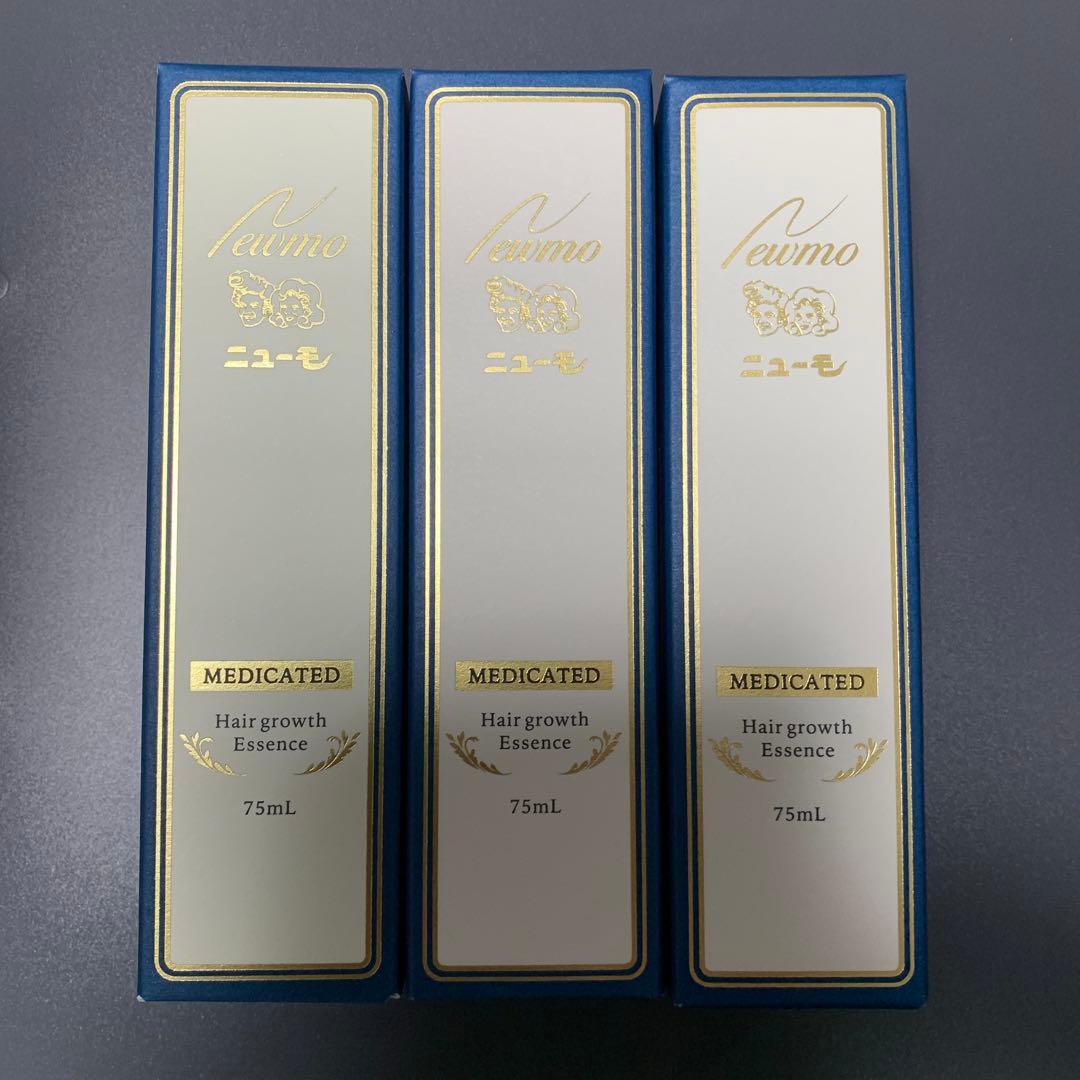 Newmo
ニューモ
MEDICATED
Hair growth
Essence
75mL
Newmo
ニューモ
MEDICATED
Hair growth
Essence
75mL
Newmo
ニューモ
MEDICATED
Hair growth
Essence
75mL